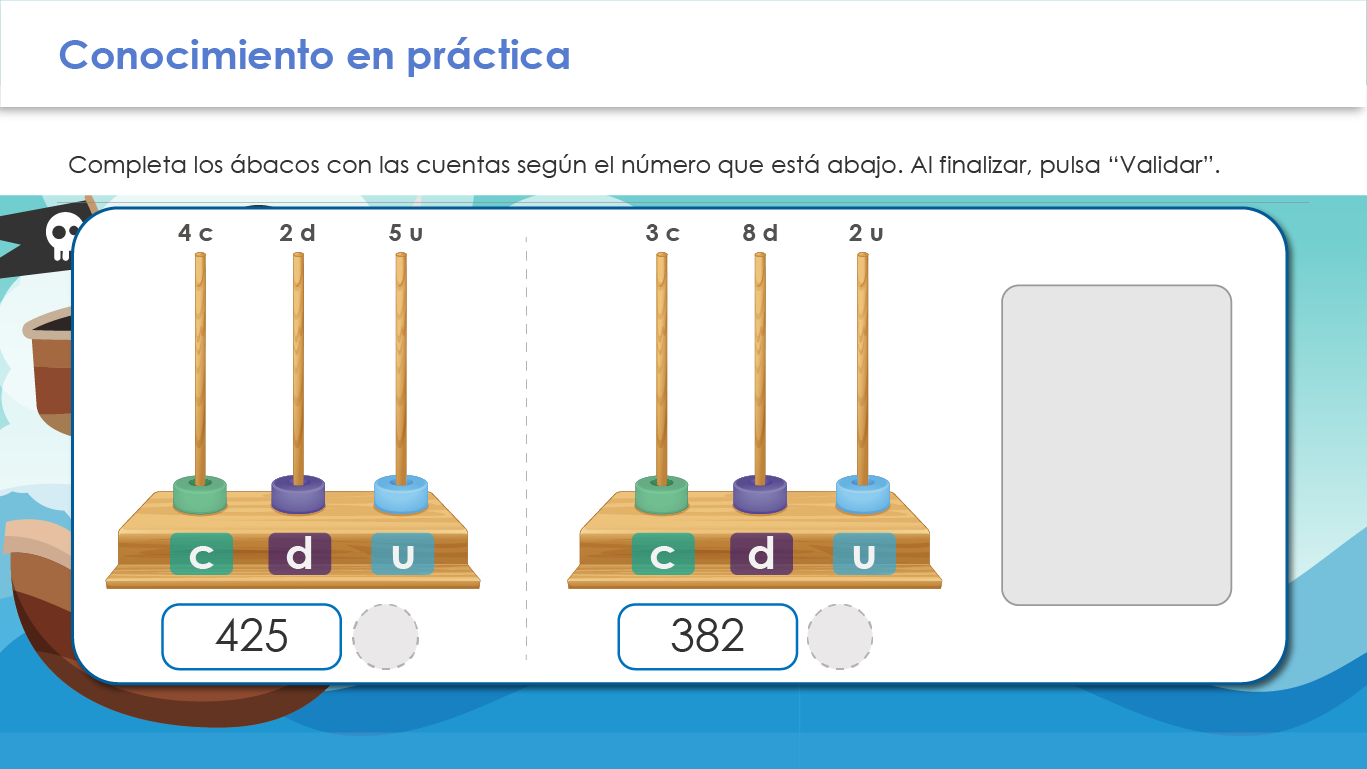 Conocimiento en práctica
Completa los ábacos con las cuentas según el número que está abajo. Al finalizar, pulsa “Validar”.
4 c 2 d 5 u
3 c 8 d 2 u
c d u
c d u
425
382